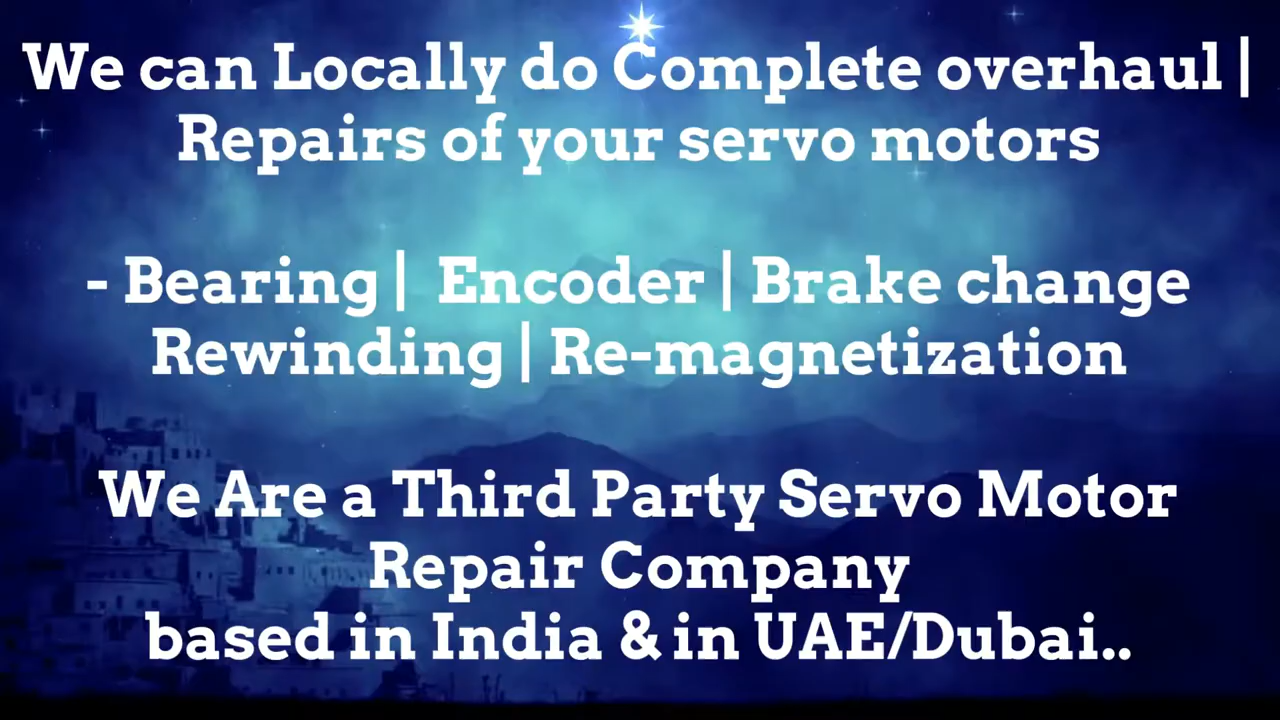 We can Locally do Complete overhaul |
Repairs of your servo motors
- Bearing | Encoder | Brake change
Rewinding | Re-magnetization
We Are a Third Party Servo Motor
Repair Company
based in India & in UAE/Dubai..